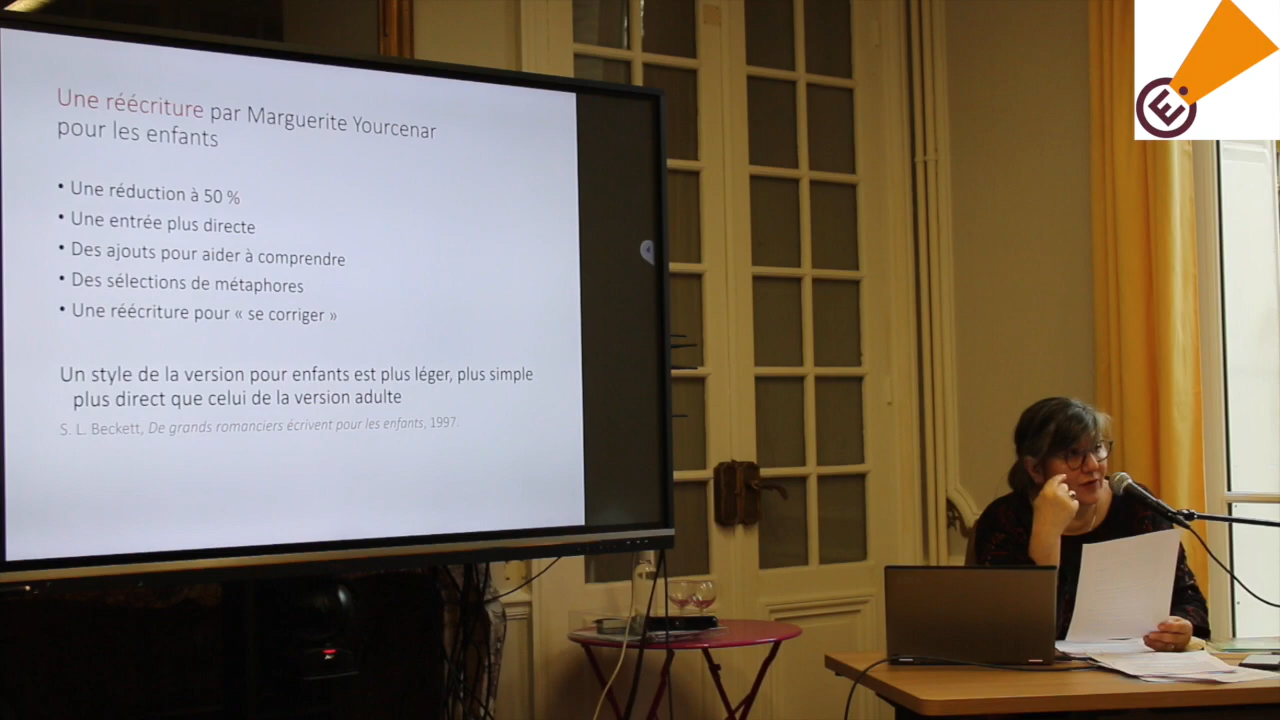 Une réécriture par Marguerite Yourcenar
pour les enfants
• Une réduction à 50 %
• Une entrée plus directe
• Des ajouts pour aider à comprendre
• Des sélections de métaphores
• Une réécriture pour « se corriger »
Un style de la version pour enfants est plus léger, plus simple
plus direct que celui de la version adulte
S. L. Beckett, De grands romanciers écrivent pour les enfants, 1997.
E